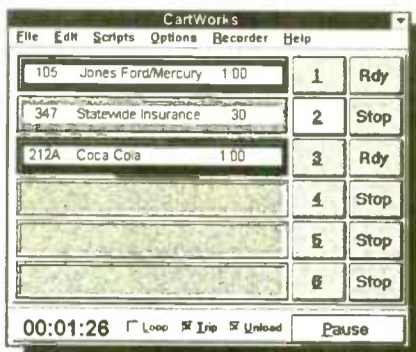 CartWorks
File Edit Scripts Options Recorder Help
105 Jones Ford/Mercury 1:00 1 Rdy
347 Statewide Insurance 30 2 Stop
212A Coca Cola 1:00 3 Rdy
4 Stop
5 Stop
6 Stop
00:01:26 Loop Trip Unload Pause